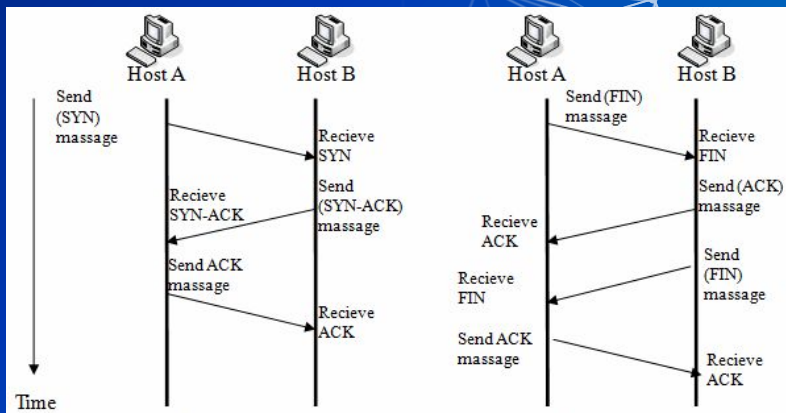 Host A
Host B
Send
(SYN)
massage
Recieve
SYN
Send
(SYN-ACK)
massage
Recieve
SYN-ACK
Send ACK
massage
Recieve
ACK
Time
Host A
Host B
Send (FIN)
massage
Recieve
FIN
Send (ACK)
massage
Recieve
ACK
Send
(FIN)
massage
Recieve
FIN
Send ACK
massage
Recieve
ACK